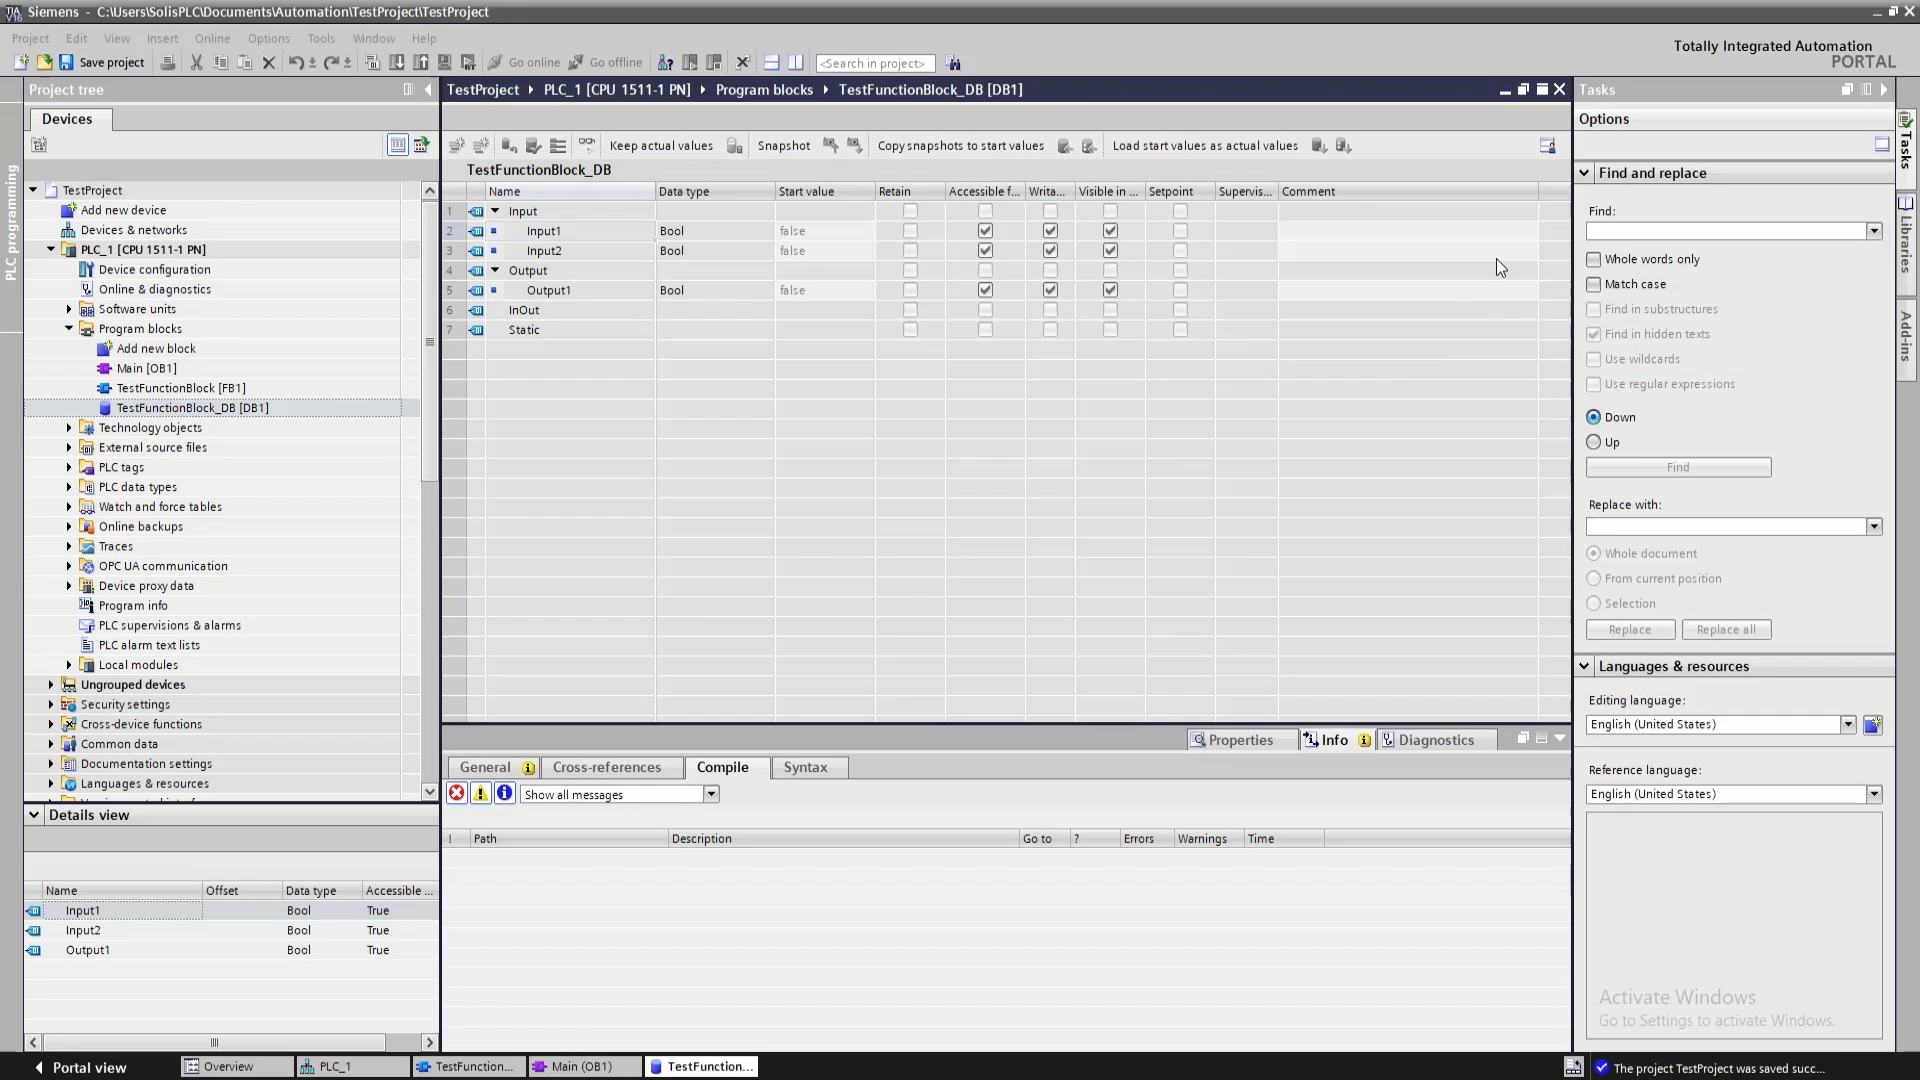 Siemens - C:\Users\SolisPLC\Documents\Automation\TestProject\TestProject
Project Edit View Insert Online Options Tools Window Help
Totally Integrated Automation
PORTAL
Save project
Go online
Go offline
<Search in project>
Project tree
TestProject PLC_1 [CPU 1511-1 PN] Program blocks TestFunctionBlock_DB [DB1]
Tasks
Devices
Options
PLC programming
Keep actual values Snapshot Copy snapshots to start values Load start values as actual values
TestFunctionBlock_DB
Name Data type Start value Retain Accessible f... Writa... Visible in ... Setpoint Supervis... Comment
1 Input
2 Input1 Bool false
3 Input2 Bool false
4 Output
5 Output1 Bool false
6 InOut
7 Static
TestProject
Add new device
Devices & networks
PLC_1 [CPU 1511-1 PN]
Device configuration
Online & diagnostics
Software units
Program blocks
Add new block
Main [OB1]
TestFunctionBlock [FB1]
TestFunctionBlock_DB [DB1]
Technology objects
External source files
PLC tags
PLC data types
Watch and force tables
Online backups
Traces
OPC UA communication
Device proxy data
Program info
PLC supervisions & alarms
PLC alarm text lists
Local modules
Ungrouped devices
Security settings
Cross-device functions
Common data
Documentation settings
Languages & resources
Find and replace
Find:
Whole words only
Match case
Find in substructures
Find in hidden texts
Use wildcards
Use regular expressions
Down
Up
Find
Replace with:
Whole document
From current position
Selection
Replace Replace all
Languages & resources
Editing language:
English (United States)
Reference language:
English (United States)
Tasks
Libraries
Add-ins
Properties Info Diagnostics
General Cross-references Compile Syntax
Show all messages
! Path Description Go to ? Errors Warnings Time
Details view
Name Offset Data type Accessible ...
Input1 Bool True
Input2 Bool True
Output1 Bool True
Activate Windows
Go to Settings to activate Windows.
Portal view Overview PLC_1 TestFunction... Main (OB1) TestFunction... The project TestProject was saved succ...